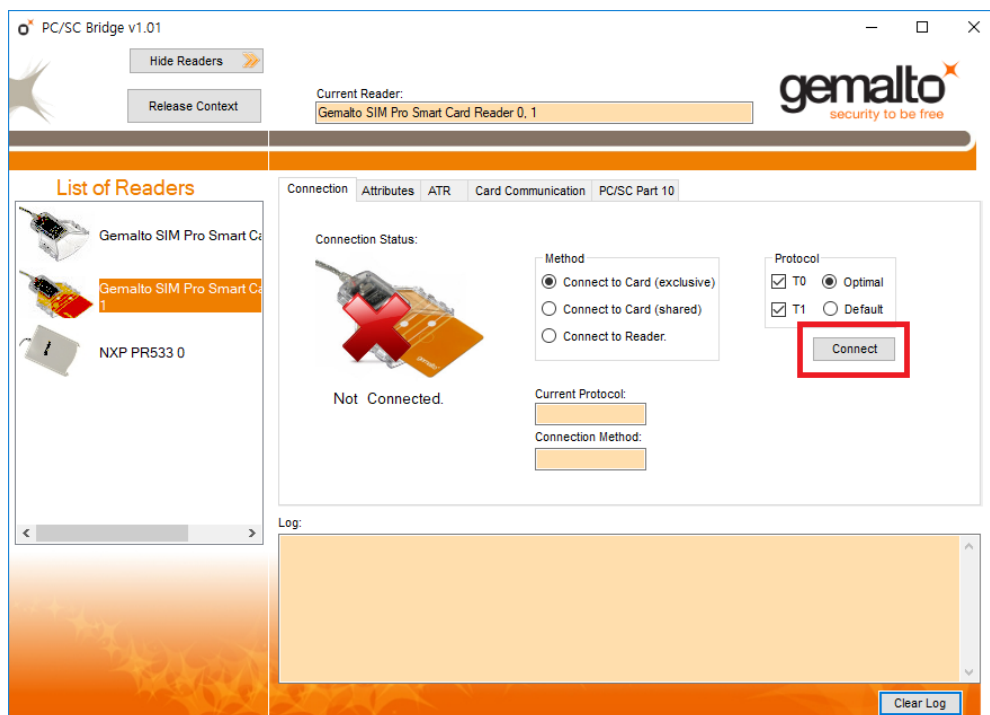 PC/SC Bridge v1.01
Hide Readers
Release Context
Current Reader:
Gemalto SIM Pro Smart Card Reader 0, 1
gemalto
security to be free
List of Readers
Gemalto SIM Pro Smart Ca
Gemalto SIM Pro Smart Ca
1
NXP PR533 0
Connection Attributes ATR Card Communication PC/SC Part 10
Connection Status:
Not Connected.
Method
Connect to Card (exclusive)
Connect to Card (shared)
Connect to Reader.
Protocol
T0 Optimal
T1 Default
Connect
Current Protocol:
Connection Method:
Log:
Clear Log